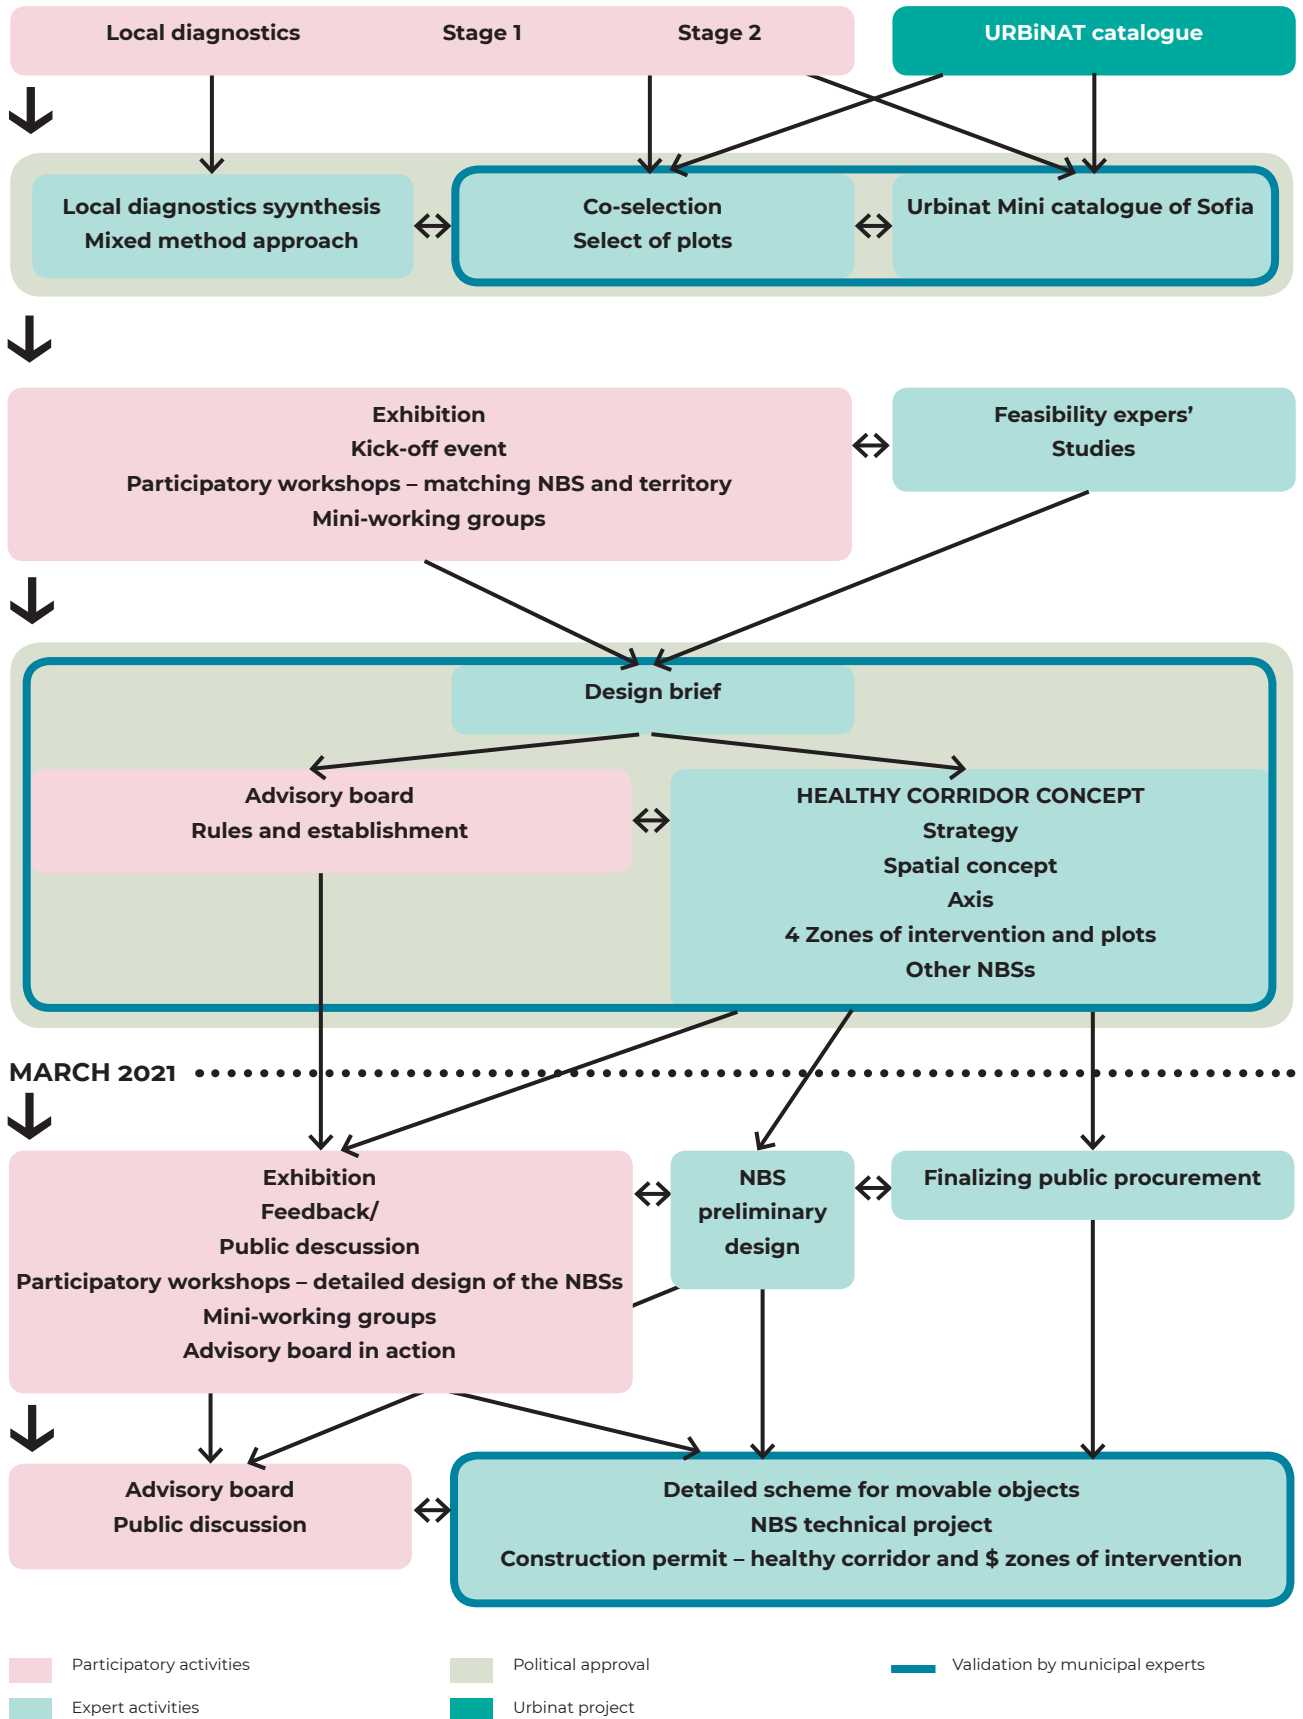 Local diagnostics Stage 1 Stage 2
URBiNAT catalogue
Local diagnostics syynthesis
Mixed method approach
Co-selection
Select of plots
Urbinat Mini catalogue of Sofia
Exhibition
Kick-off event
Participatory workshops – matching NBS and territory
Mini-working groups
Feasibility expers’
Studies
Design brief
Advisory board
Rules and establishment
HEALTHY CORRIDOR CONCEPT
Strategy
Spatial concept
Axis
4 Zones of intervention and plots
Other NBSs
MARCH 2021
Exhibition
Feedback/
Public descussion
Participatory workshops – detailed design of the NBSs
Mini-working groups
Advisory board in action
NBS
preliminary
design
Finalizing public procurement
Advisory board
Public discussion
Detailed scheme for movable objects
NBS technical project
Construction permit – healthy corridor and $ zones of intervention
Participatory activities
Expert activities
Political approval
Urbinat project
Validation by municipal experts